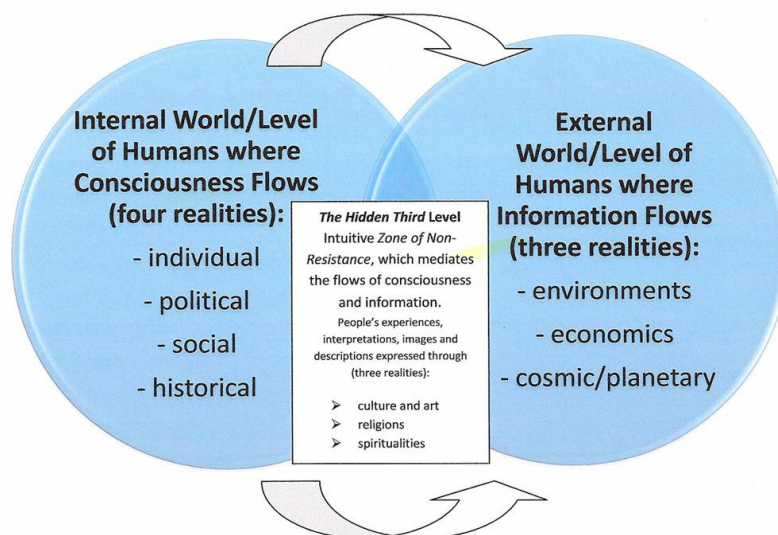 Internal World/Level
of Humans where
Consciousness Flows
(four realities):
- individual
- political
- social
- historical
The Hidden Third Level
Intuitive Zone of Non-
Resistance, which mediates
the flows of consciousness
and information.
People's experiences,
interpretations, images and
descriptions expressed through
(three realities):
➢ culture and art
➢ religions
➢ spiritualities
External
World/Level of
Humans where
Information Flows
(three realities):
- environments
- economics
- cosmic/planetary